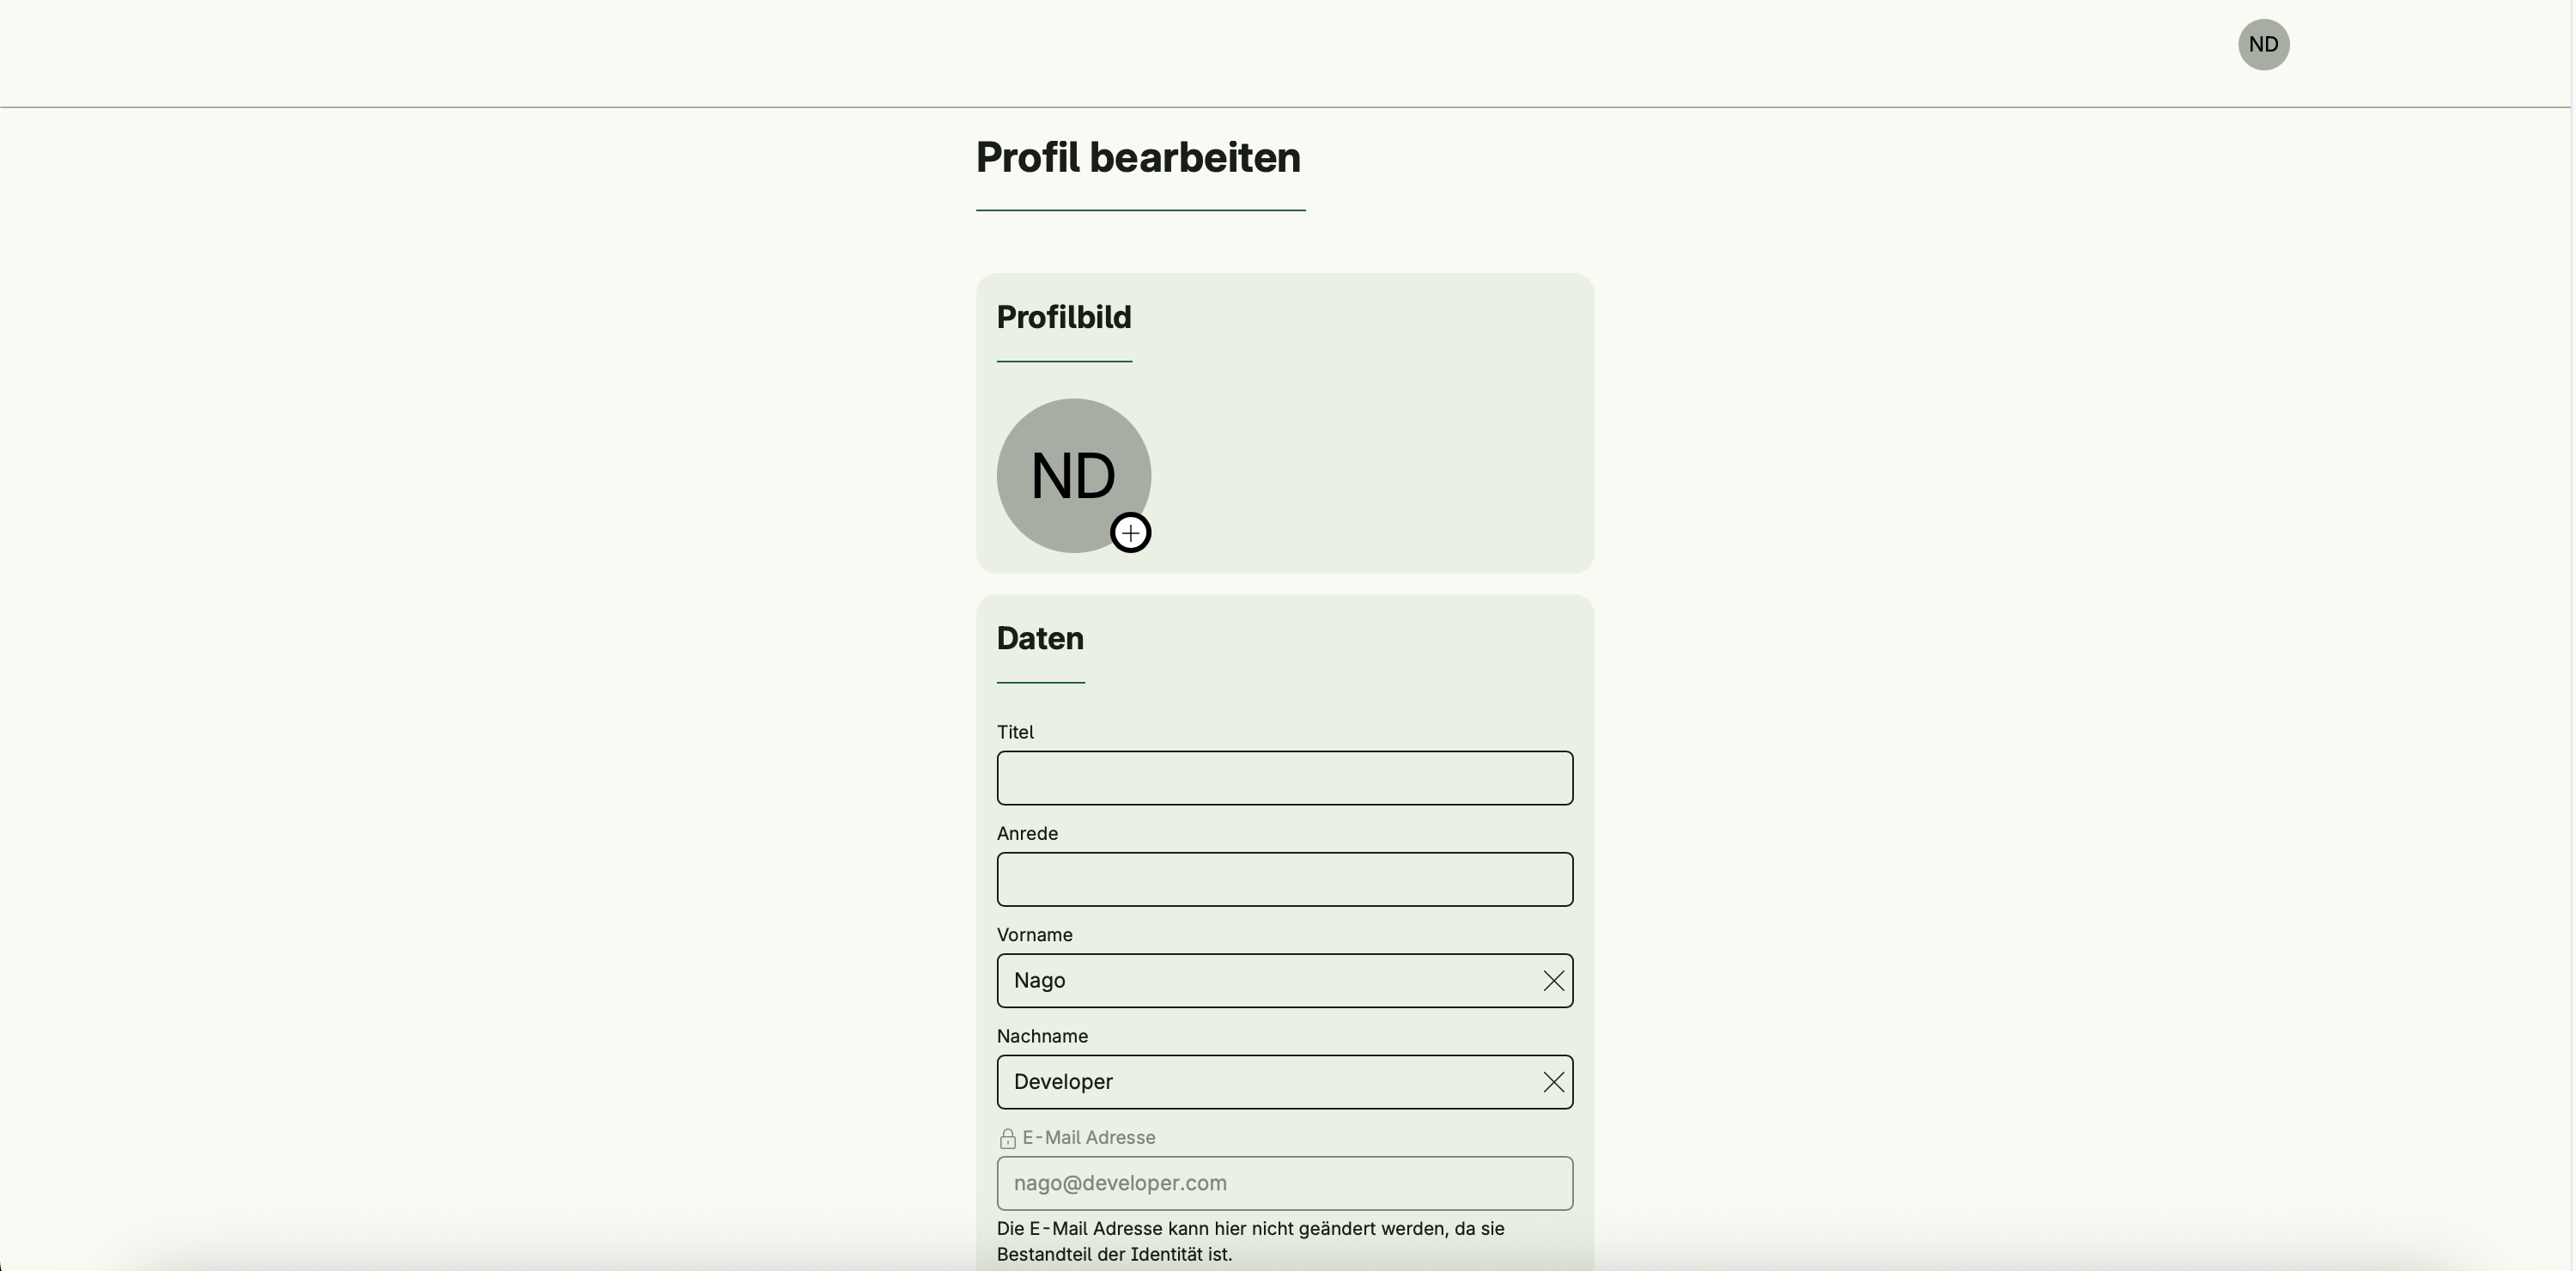 ND
Profil bearbeiten
Profilbild
ND
Daten
Titel
Anrede
Vorname
Nago
Nachname
Developer
E-Mail Adresse
nago@developer.com
Die E-Mail Adresse kann hier nicht geändert werden, da sie
Bestandteil der Identität ist.